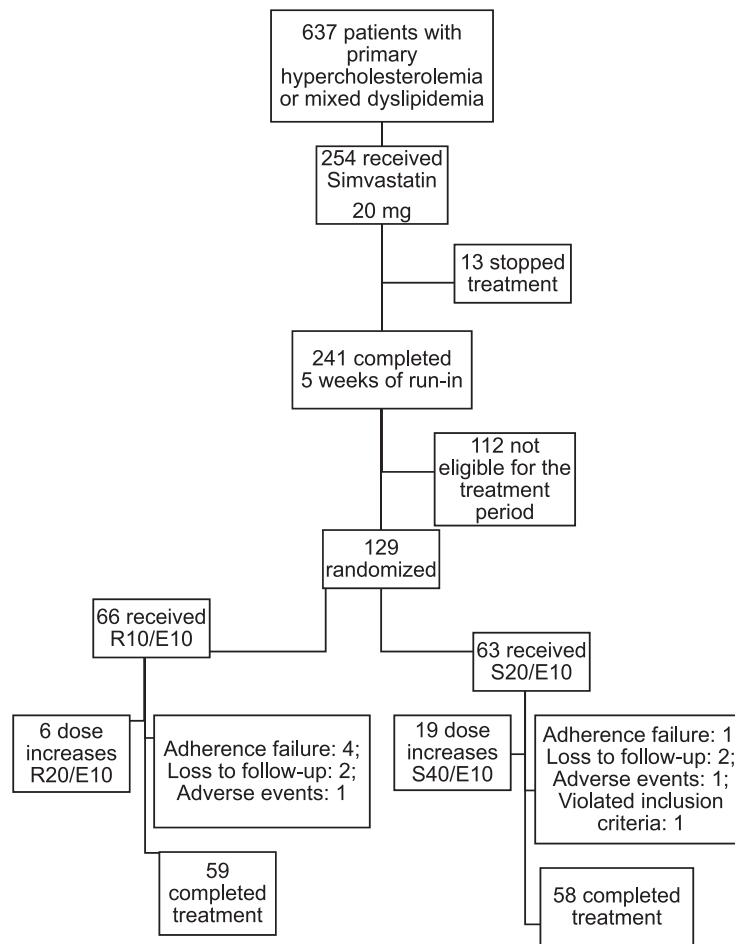 637 patients with
primary
hypercholesterolemia
or mixed dyslipidemia
254 received
Simvastatin
20 mg
13 stopped
treatment
241 completed
5 weeks of run-in
112 not
eligible for the
treatment
period
129
randomized
66 received
R10/E10
63 received
S20/E10
6 dose
increases
R20/E10
Adherence failure: 4;
Loss to follow-up: 2;
Adverse events: 1
19 dose
increases
S40/E10
Adherence failure: 1
Loss to follow-up: 2;
Adverse events: 1;
Violated inclusion
criteria: 1
59
completed
treatment
58 completed
treatment